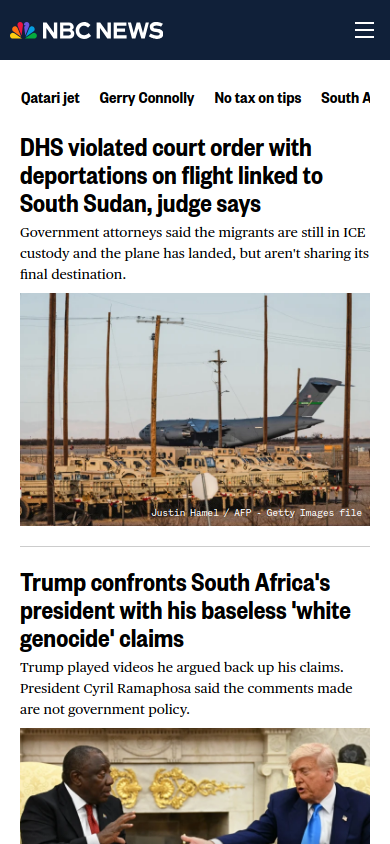 NBC NEWS
Qatari jet Gerry Connolly No tax on tips South A
DHS violated court order with
deportations on flight linked to
South Sudan, judge says
Government attorneys said the migrants are still in ICE
custody and the plane has landed, but aren't sharing its
final destination.
Justin Hamel / AFP - Getty Images file
Trump confronts South Africa's
president with his baseless 'white
genocide' claims
Trump played videos he argued back up his claims.
President Cyril Ramaphosa said the comments made
are not government policy.